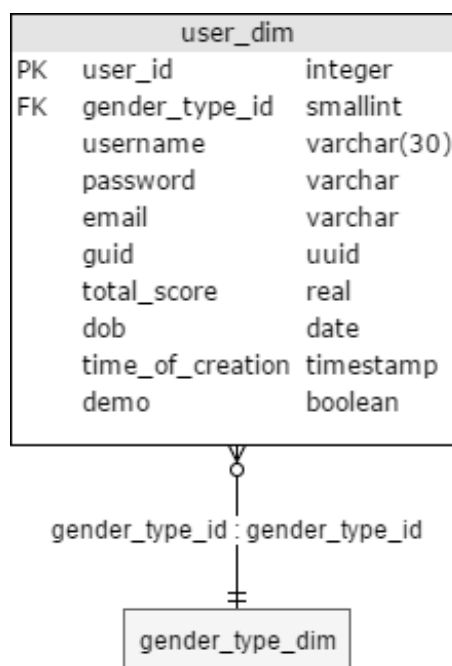 user_dim
PK user_id integer
FK gender_type_id smallint
username varchar(30)
password varchar
email varchar
guid uuid
total_score real
dob date
time_of_creation timestamp
demo boolean
gender_type_id : gender_type_id
gender_type_dim